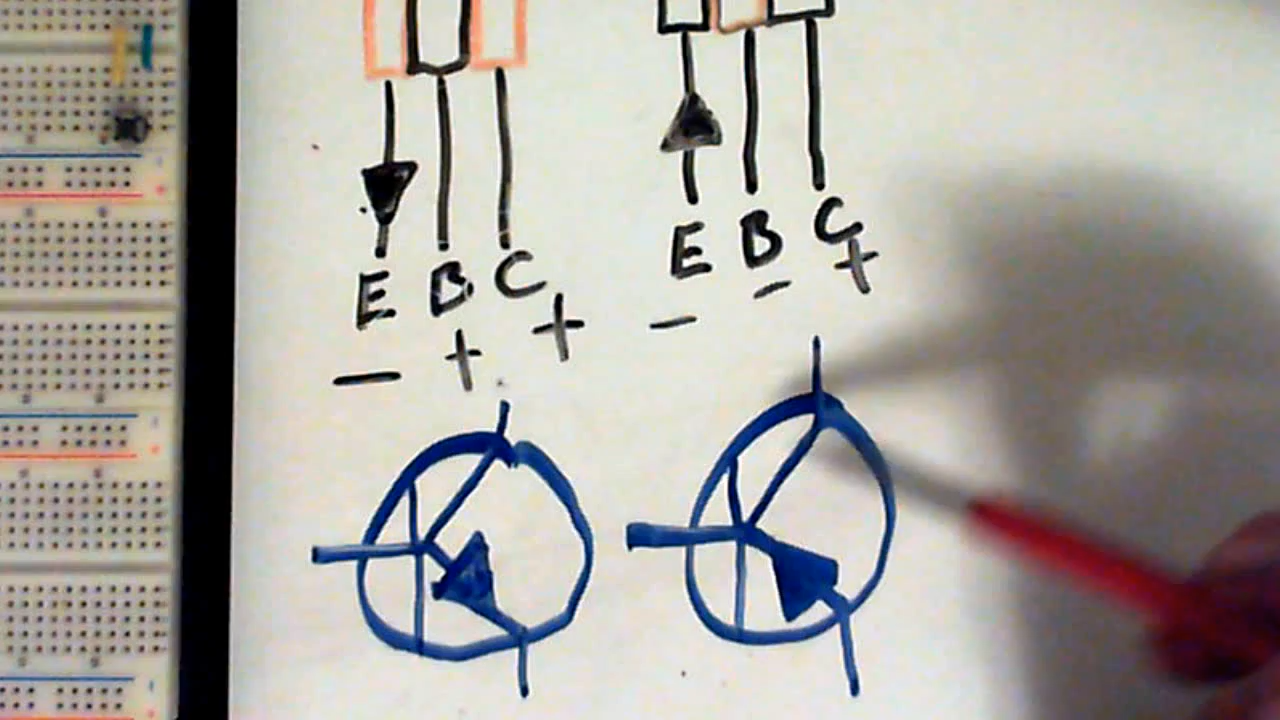 E B C
− + +
E B C
− − +